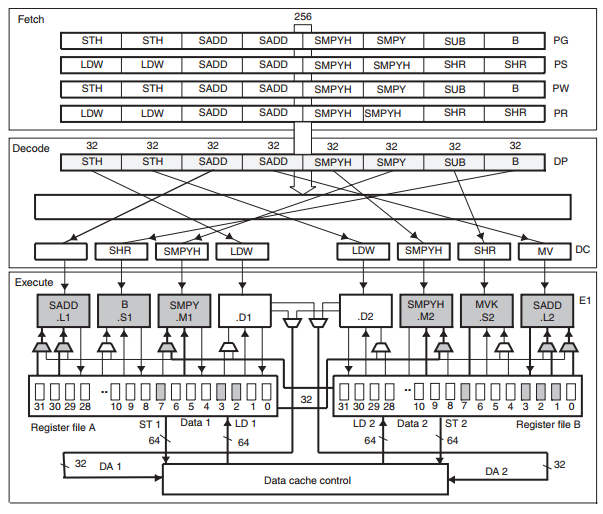 Fetch
256
STH STH SADD SADD SMPYH SMPY SUB B PG
LDW LDW SADD SADD SMPYH SMPYH SHR SHR PS
STH STH SADD SADD SMPYH SMPY SUB B PW
LDW LDW SADD SADD SMPYH SMPYH SHR SHR PR
Decode 32 32 32 32 32 32 32 32
STH STH SADD SADD SMPYH SMPY SUB B DP
SHR SMPYH LDW LDW SMPYH SHR MV DC
Execute
SADD B SMPY SMPYH MVK SADD E1
.L1 .S1 .M1 .D1 .D2 .M2 .S2 .L2
31 30 29 28 .. 10 9 8 7 6 5 4 3 2 1 0 32 31 30 29 28 .. 10 9 8 7 6 5 4 3 2 1 0
Register file A ST 1 Data 1 LD 1 LD 2 Data 2 ST 2 Register file B
64 64 64 64
32 DA 1 Data cache control DA 2 32